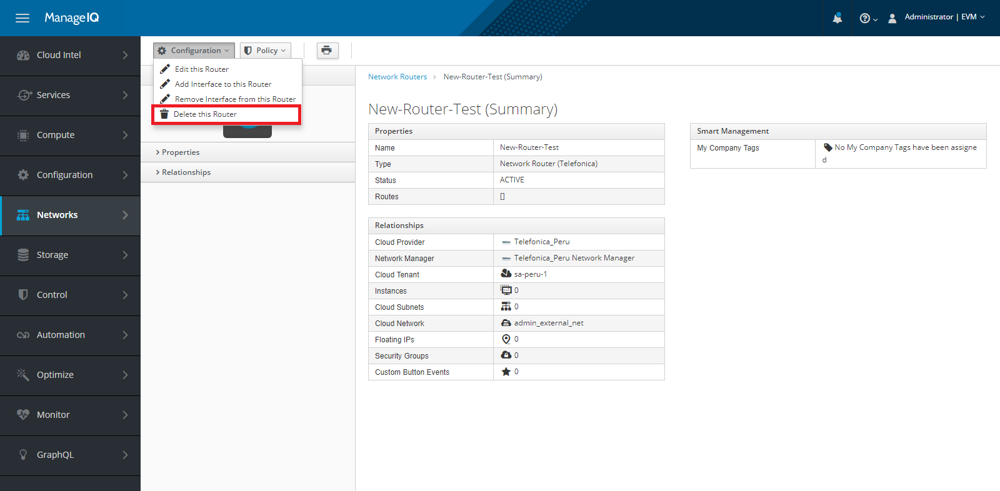 ManageIQ
Administrator | EVM
Cloud Intel
Services
Compute
Configuration
Networks
Storage
Control
Automation
Optimize
Monitor
GraphQL
Configuration
Policy
Edit this Router
Add Interface to this Router
Remove Interface from this Router
Delete this Router
Properties
Relationships
Network Routers > New-Router-Test (Summary)
New-Router-Test (Summary)
Properties
Name New-Router-Test
Type Network Router (Telefonica)
Status ACTIVE
Routes []
Relationships
Cloud Provider Telefonica_Peru
Network Manager Telefonica_Peru Network Manager
Cloud Tenant sa-peru-1
Instances 0
Cloud Subnets 0
Cloud Network admin_external_net
Floating IPs 0
Security Groups 0
Custom Button Events 0
Smart Management
My Company Tags No My Company Tags have been assigne
d